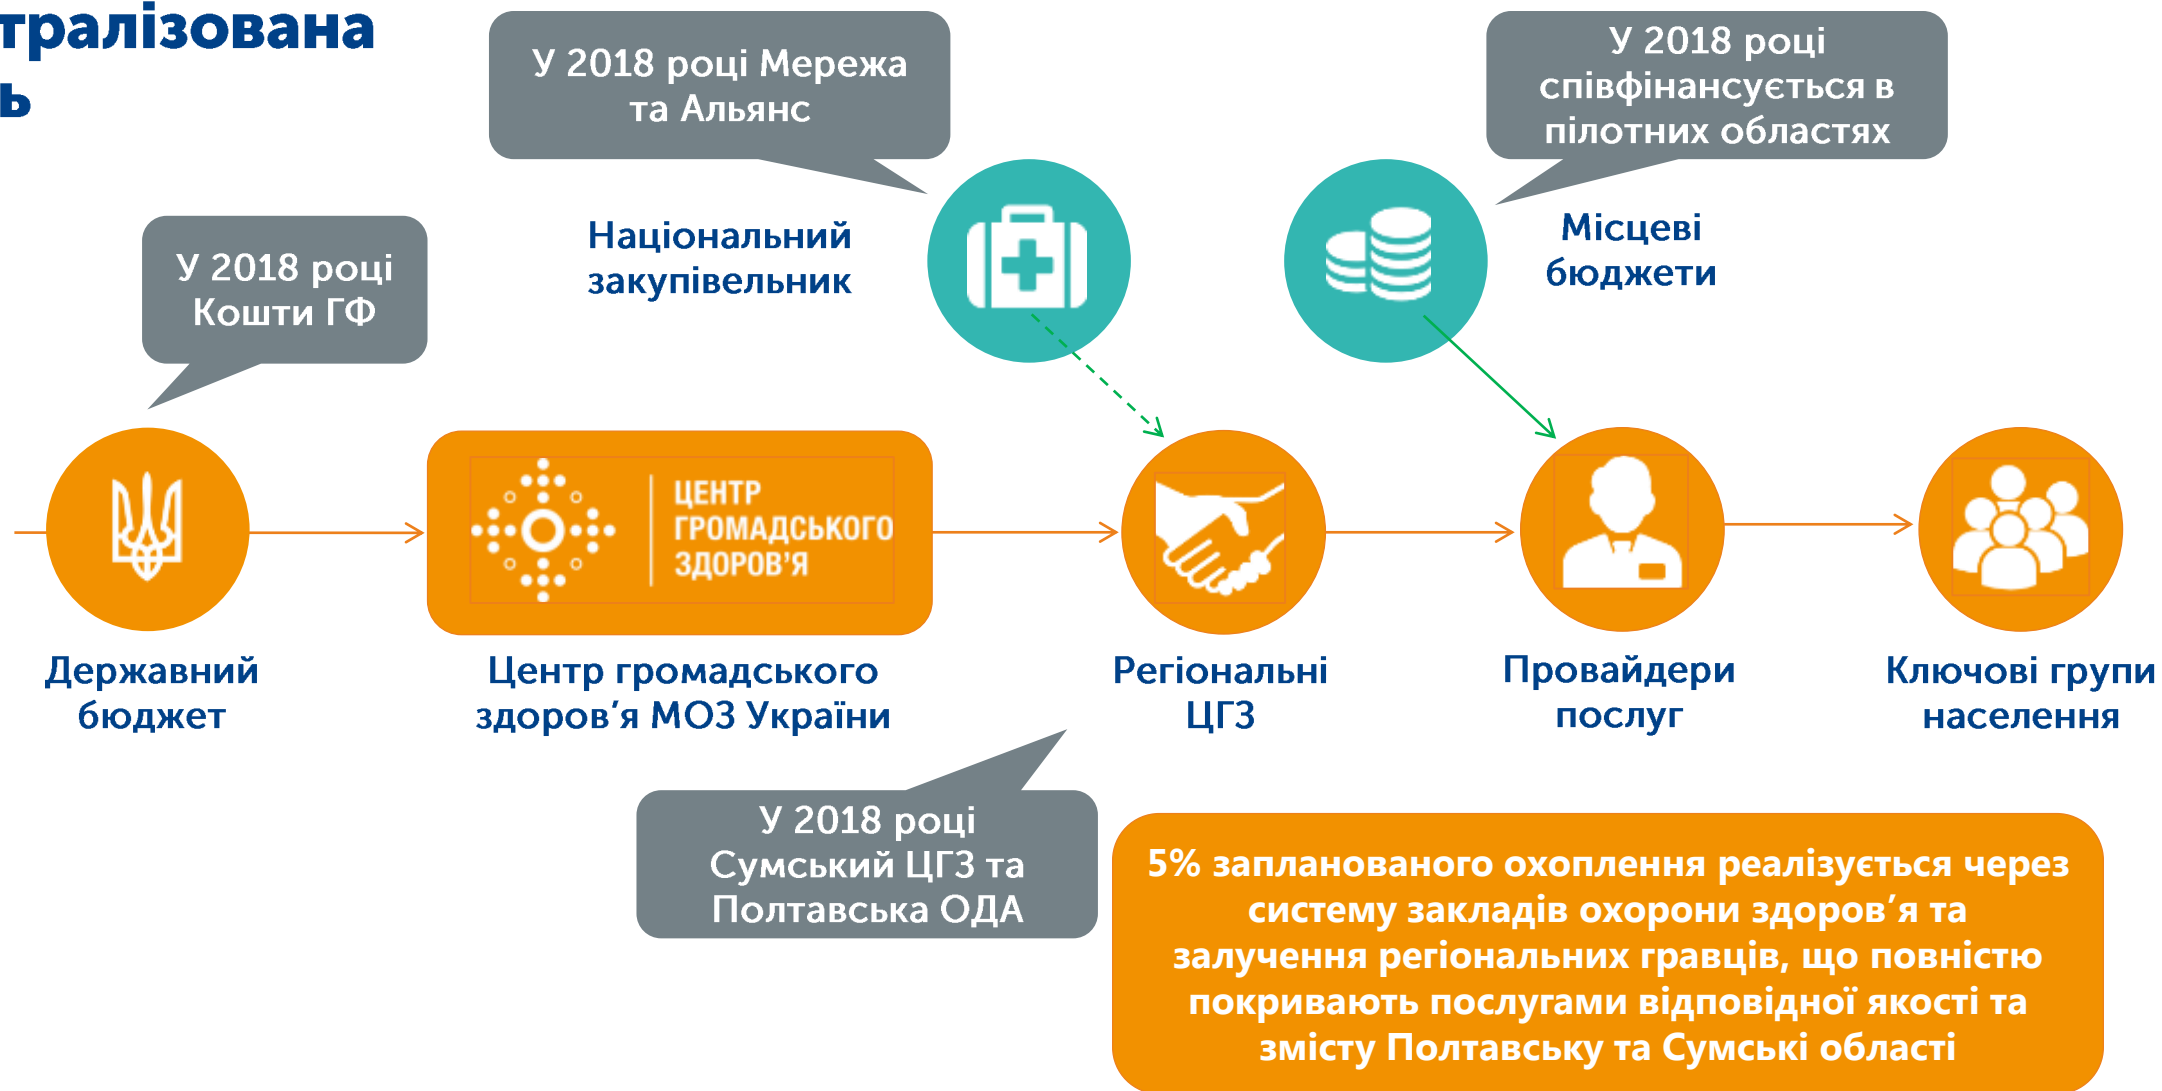 тралізована
ь
У 2018 році Мережа
та Альянс
У 2018 році
співфінансується в
пілотних областях
У 2018 році
Кошти ГФ
Національний
закупівельник
Місцеві
бюджети
ЦЕНТР
ГРОМАДСЬКОГО
ЗДОРОВ'Я
Державний
бюджет
Центр громадського
здоров’я МОЗ України
Регіональні
ЦГЗ
Провайдери
послуг
Ключові групи
населення
У 2018 році
Сумський ЦГЗ та
Полтавська ОДА
5% запланованого охоплення реалізується через
систему закладів охорони здоров’я та
залучення регіональних гравців, що повністю
покривають послугами відповідної якості та
змісту Полтавську та Сумські області